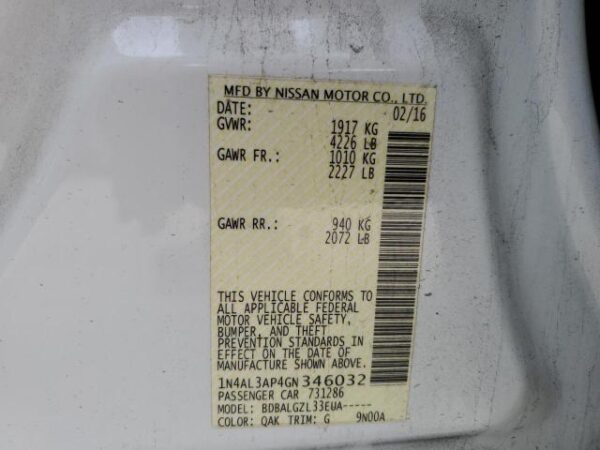 MFD BY NISSAN MOTOR CO., LTD.
DATE: 02/16
GVWR: 1917 KG
4226 LB
GAWR FR.: 1010 KG
2227 LB
GAWR RR.: 940 KG
2072 LB
THIS VEHICLE CONFORMS TO
ALL APPLICABLE FEDERAL
MOTOR VEHICLE SAFETY,
BUMPER, AND THEFT
PREVENTION STANDARDS IN
EFFECT ON THE DATE OF
MANUFACTURE SHOWN ABOVE.
1N4AL3AP4GN346032
PASSENGER CAR 731286
MODEL: BDBALGZL33EUA-----
COLOR: QAK TRIM: G 9N00A